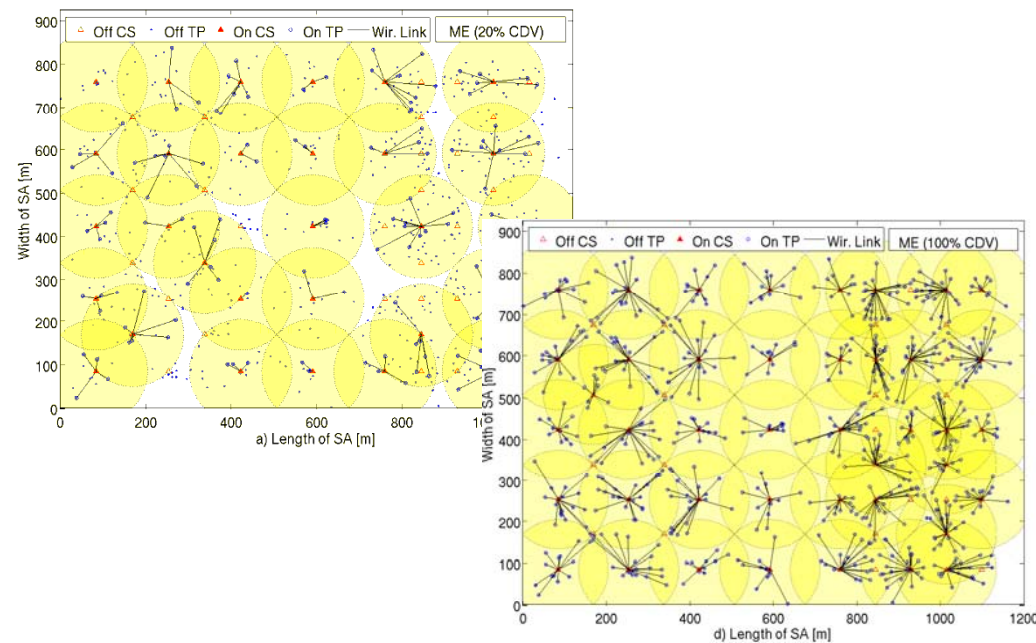 900
800
700
600
500
400
300
200
100
0
Width of SA [m]
Off CS Off TP On CS On TP Wir. Link ME (20% CDV)
0 200 400 600 800
a) Length of SA [m]
900
800
700
600
500
400
300
200
100
0
Width of SA [m]
Off CS Off TP On CS On TP Wir. Link ME (100% CDV)
0 200 400 600 800 1000 1200
d) Length of SA [m]